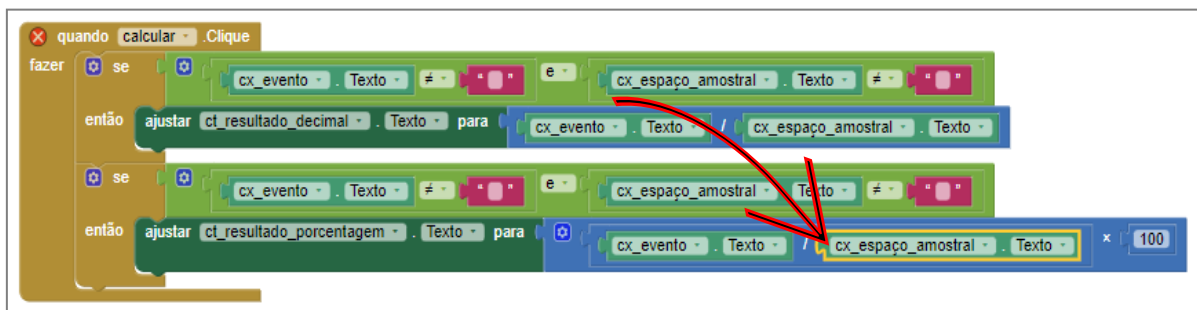 quando calcular .Clique
fazer se cx_evento . Texto ≠ " " e cx_espaço_amostral . Texto ≠ " "
então ajustar ct_resultado_decimal . Texto para cx_evento . Texto / cx_espaço_amostral . Texto
se cx_evento . Texto ≠ " " e cx_espaço_amostral . Texto ≠ " "
então ajustar ct_resultado_porcentagem . Texto para cx_evento . Texto / cx_espaço_amostral . Texto × 100